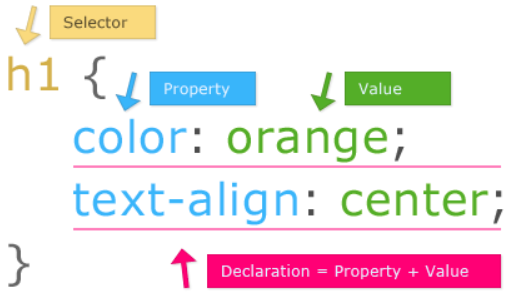 Selector
h1 {
Property
Value
color: orange;
text-align: center;
}
Declaration = Property + Value